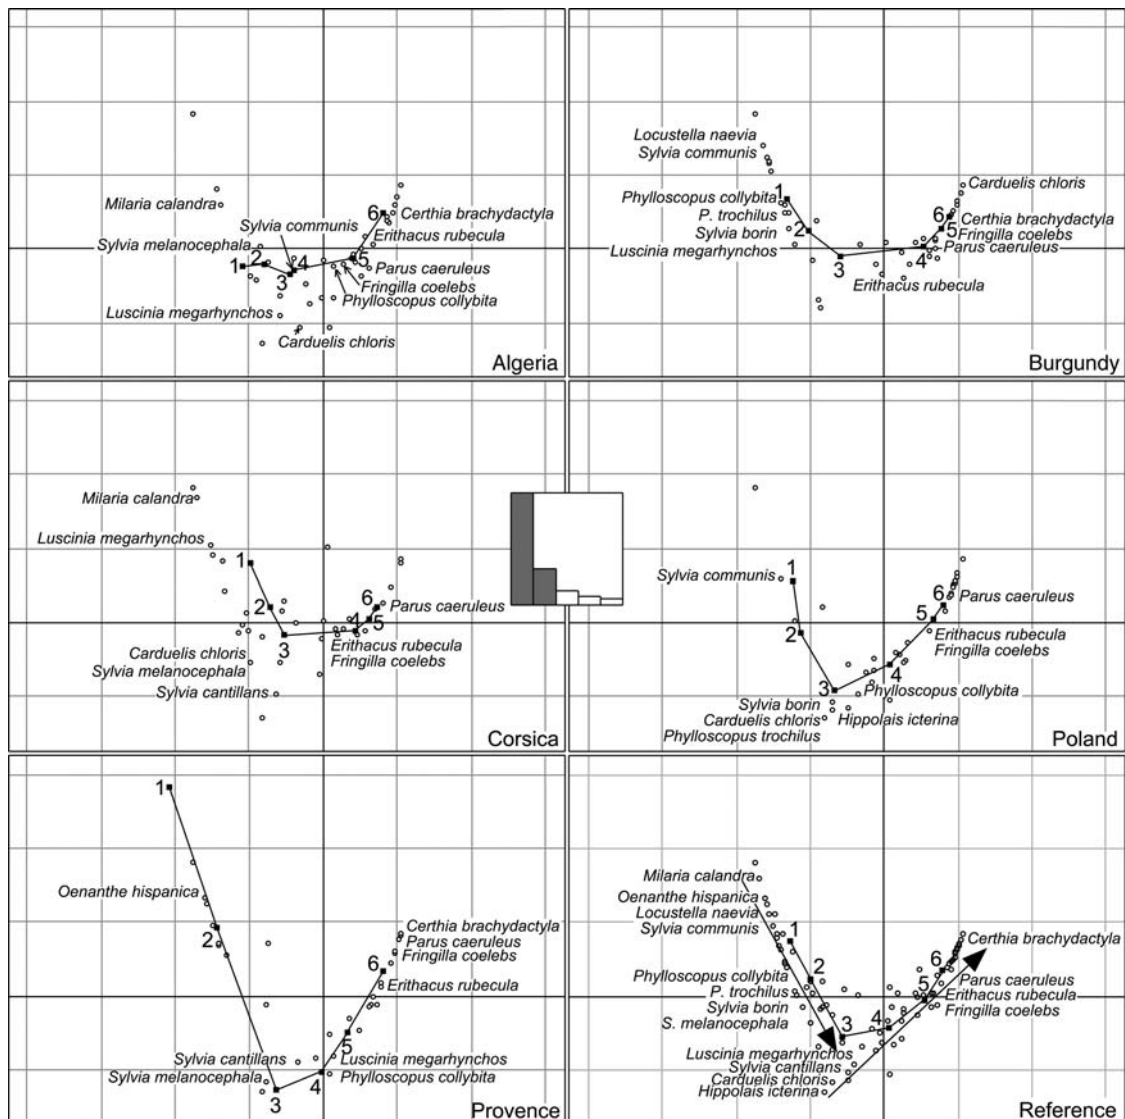 Milaria calandra
Sylvia communis
6
Certhia brachydactyla
Erithacus rubecula
Sylvia melanocephala
1
2
3
4
5
Parus caeruleus
Fringilla coelebs
Phylloscopus collybita
Luscinia megarhynchos
Carduelis chloris
Algeria
Locustella naevia
Sylvia communis
Carduelis chloris
1
Phylloscopus collybita
P. trochilus
Sylvia borin
Luscinia megarhynchos
2
3
4
5
6
Certhia brachydactyla
Fringilla coelebs
Parus caeruleus
Erithacus rubecula
Burgundy
Milaria calandra
Luscinia megarhynchos
1
2
3
4
5
6
Parus caeruleus
Erithacus rubecula
Fringilla coelebs
Carduelis chloris
Sylvia melanocephala
Sylvia cantillans
Corsica
Sylvia communis
1
2
3
4
5
6
Parus caeruleus
Erithacus rubecula
Fringilla coelebs
Phylloscopus collybita
Sylvia borin
Carduelis chloris
Hippolais icterina
Phylloscopus trochilus
Poland
1
Oenanthe hispanica
2
Certhia brachydactyla
Parus caeruleus
Fringilla coelebs
6
Erithacus rubecula
5
Sylvia cantillans
Luscinia megarhynchos
Sylvia melanocephala
Phylloscopus collybita
3
4
Provence
Milaria calandra
Oenanthe hispanica
Locustella naevia
Sylvia communis
1
Certhia brachydactyla
Phylloscopus collybita
P. trochilus
Sylvia borin
S. melanocephala
2
3
4
5
6
Parus caeruleus
Erithacus rubecula
Fringilla coelebs
Luscinia megarhynchos
Sylvia cantillans
Carduelis chloris
Hippolais icterina
Reference